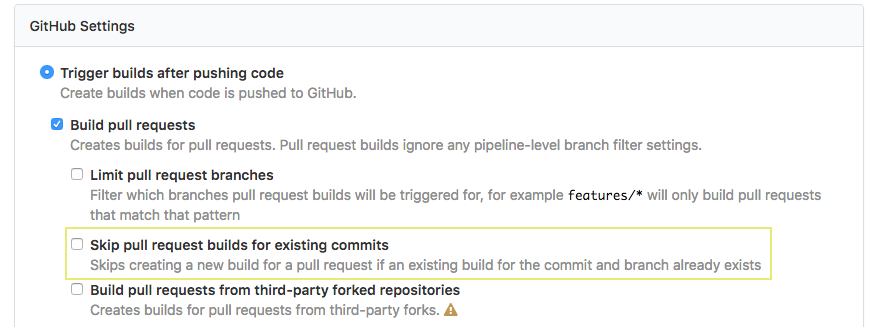 GitHub Settings
Trigger builds after pushing code
Create builds when code is pushed to GitHub.
Build pull requests
Creates builds for pull requests. Pull request builds ignore any pipeline-level branch filter settings.
Limit pull request branches
Filter which branches pull request builds will be triggered for, for example features/* will only build pull requests
that match that pattern
Skip pull request builds for existing commits
Skips creating a new build for a pull request if an existing build for the commit and branch already exists
Build pull requests from third-party forked repositories
Creates builds for pull requests from third-party forks.